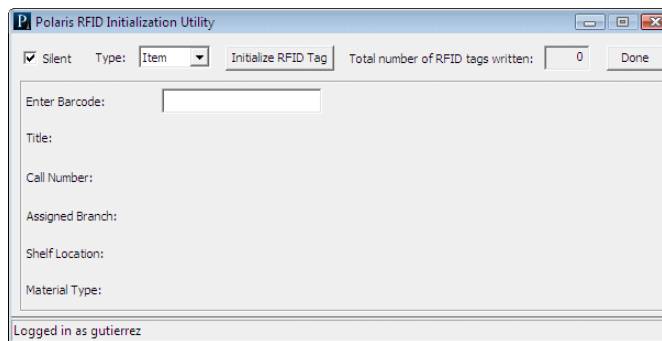 Polaris RFID Initialization Utility
Silent Type: Item Initialize RFID Tag Total number of RFID tags written: 0 Done
Enter Barcode:
Title:
Call Number:
Assigned Branch:
Shelf Location:
Material Type:
Logged in as gutierrez